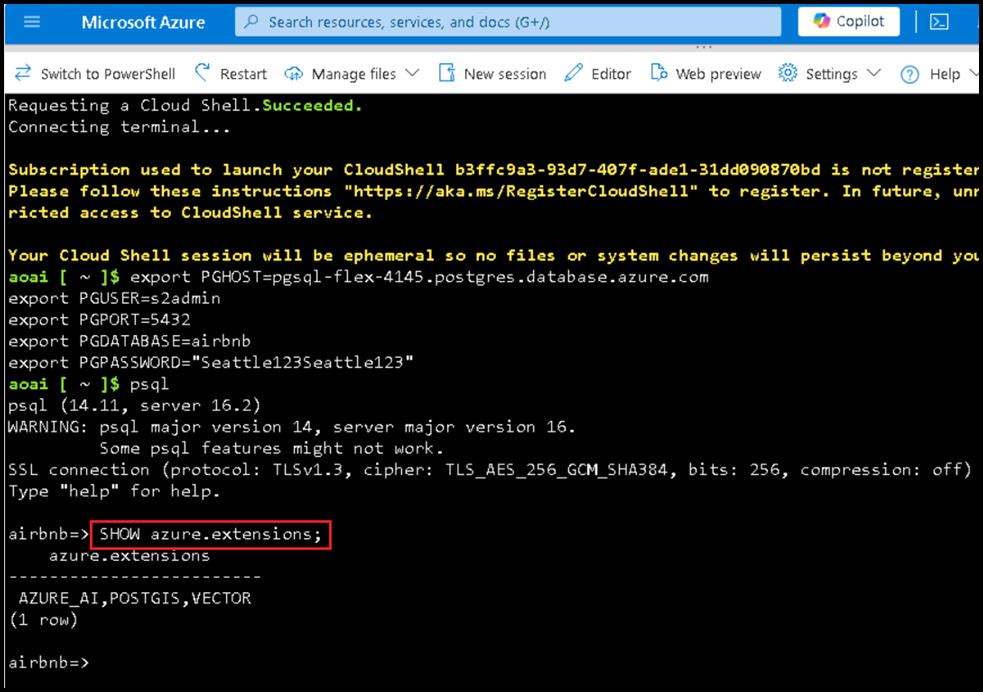 Microsoft Azure
Search resources, services, and docs (G+/)
Copilot
Switch to PowerShell
Restart
Manage files
New session
Editor
Web preview
Settings
Help
Requesting a Cloud Shell.Succeeded.
Connecting terminal...
Subscription used to launch your CloudShell b3ffc9a3-93d7-407f-ade1-31dd090870bd is not register
Please follow these instructions "https://aka.ms/RegisterCloudShell" to register. In future, unr
ricted access to CloudShell service.
Your Cloud Shell session will be ephemeral so no files or system changes will persist beyond you
aoai [ ~ ]$ export PGHOST=pgsql-flex-4145.postgres.database.azure.com
export PGUSER=s2admin
export PGPORT=5432
export PGDATABASE=airbnb
export PGPASSWORD="Seattle123Seattle123"
aoai [ ~ ]$ psql
psql (14.11, server 16.2)
WARNING: psql major version 14, server major version 16.
Some psql features might not work.
SSL connection (protocol: TLSv1.3, cipher: TLS_AES_256_GCM_SHA384, bits: 256, compression: off)
Type "help" for help.
airbnb=> SHOW azure.extensions;
azure.extensions
--------------------------
AZURE_AI,POSTGIS,VECTOR
(1 row)
airbnb=>